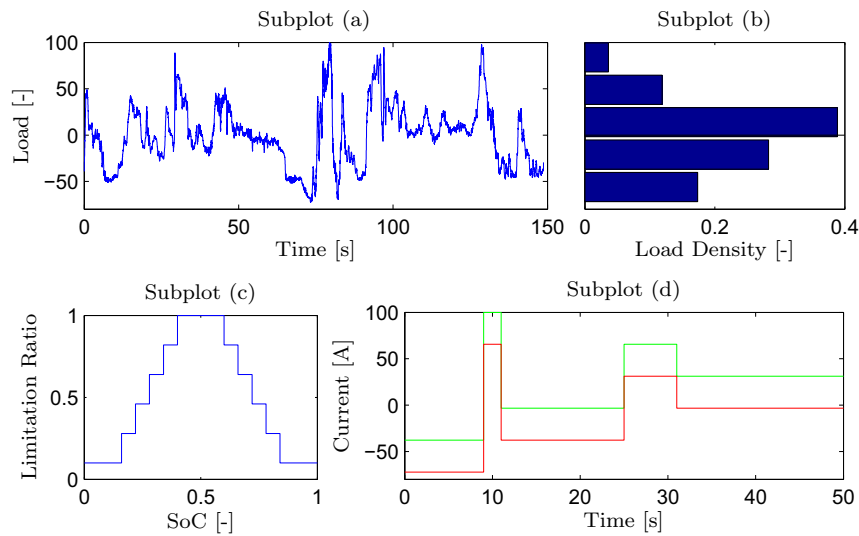 Subplot (a)
Load [-]
100
50
0
−50
0
50
100
150
Time [s]
Subplot (b)
0
0.2
0.4
Load Density [-]
Subplot (c)
Limitation Ratio
1
0.5
0
0
0.5
1
SoC [-]
Subplot (d)
Current [A]
100
50
0
−50
0
10
20
30
40
50
Time [s]